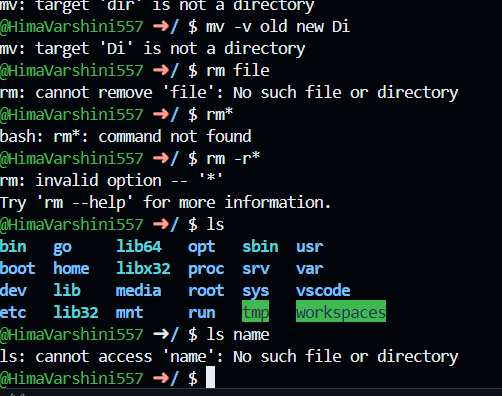 mv: target 'dir' is not a directory
@HimaVarshini557 ➜/ $ mv -v old new Di
mv: target 'Di' is not a directory
@HimaVarshini557 ➜/ $ rm file
rm: cannot remove 'file': No such file or directory
@HimaVarshini557 ➜/ $ rm*
bash: rm*: command not found
@HimaVarshini557 ➜/ $ rm -r*
rm: invalid option -- '*'
Try 'rm --help' for more information.
@HimaVarshini557 ➜/ $ ls
bin go lib64 opt sbin usr
boot home libx32 proc srv var
dev lib media root sys vscode
etc lib32 mnt run tmp workspaces
@HimaVarshini557 ➜/ $ ls name
ls: cannot access 'name': No such file or directory
@HimaVarshini557 ➜/ $